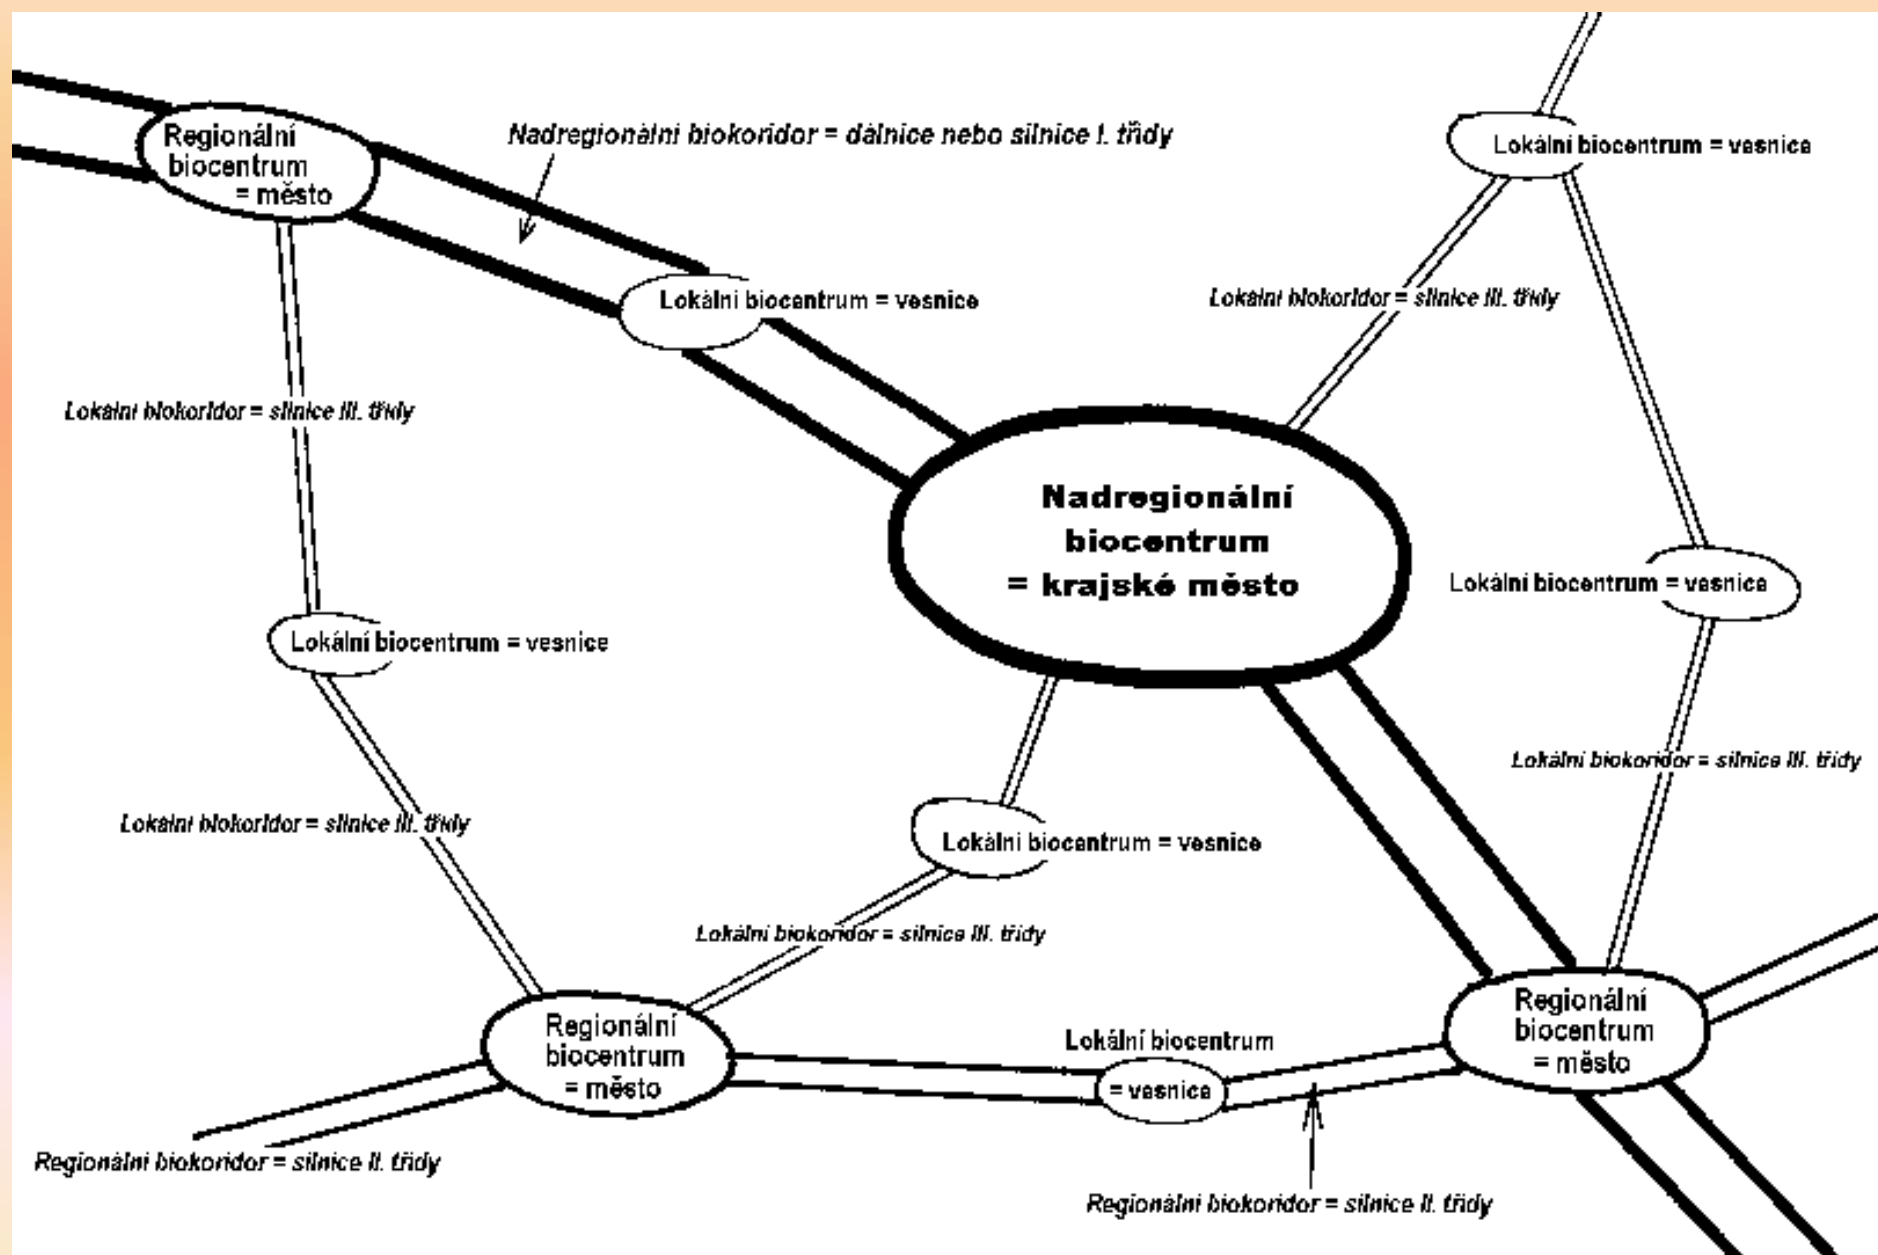 Nadregionální biokoridor = dálnice nebo silnice I. třídy
Regionální
biocentrum
= město
Lokální biocentrum = vesnice
Lokální biocentrum = vesnice
Lokální biokoridor = silnice III. třídy
Lokální biokoridor = silnice III. třídy
Nadregionální
biocentrum
= krajské město
Lokální biocentrum = vesnice
Lokální biocentrum = vesnice
Lokální biokoridor = silnice III. třídy
Lokální biokoridor = silnice III. třídy
Lokální biocentrum = vesnice
Lokální biokoridor = silnice III. třídy
Regionální
biocentrum
= město
Lokální biocentrum
= vesnice
Regionální
biocentrum
= město
Regionální biokoridor = silnice II. třídy
Regionální biokoridor = silnice II. třídy